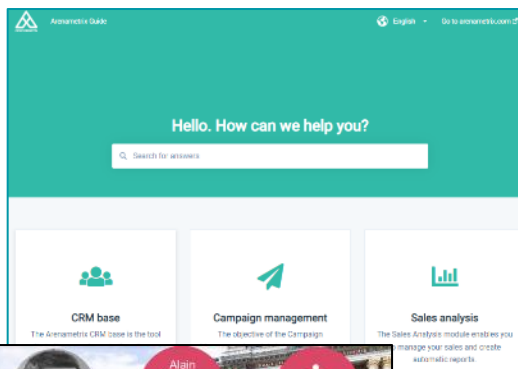 Arenametrix Guide
English
Go to arenametrix.com
Hello. How can we help you?
Search for answers
CRM base
The Arenametrix CRM base is the tool
Campaign management
The objective of the Campaign
Sales analysis
The Sales Analysis module enables you
manage your sales and create
automatic reports.
Alain